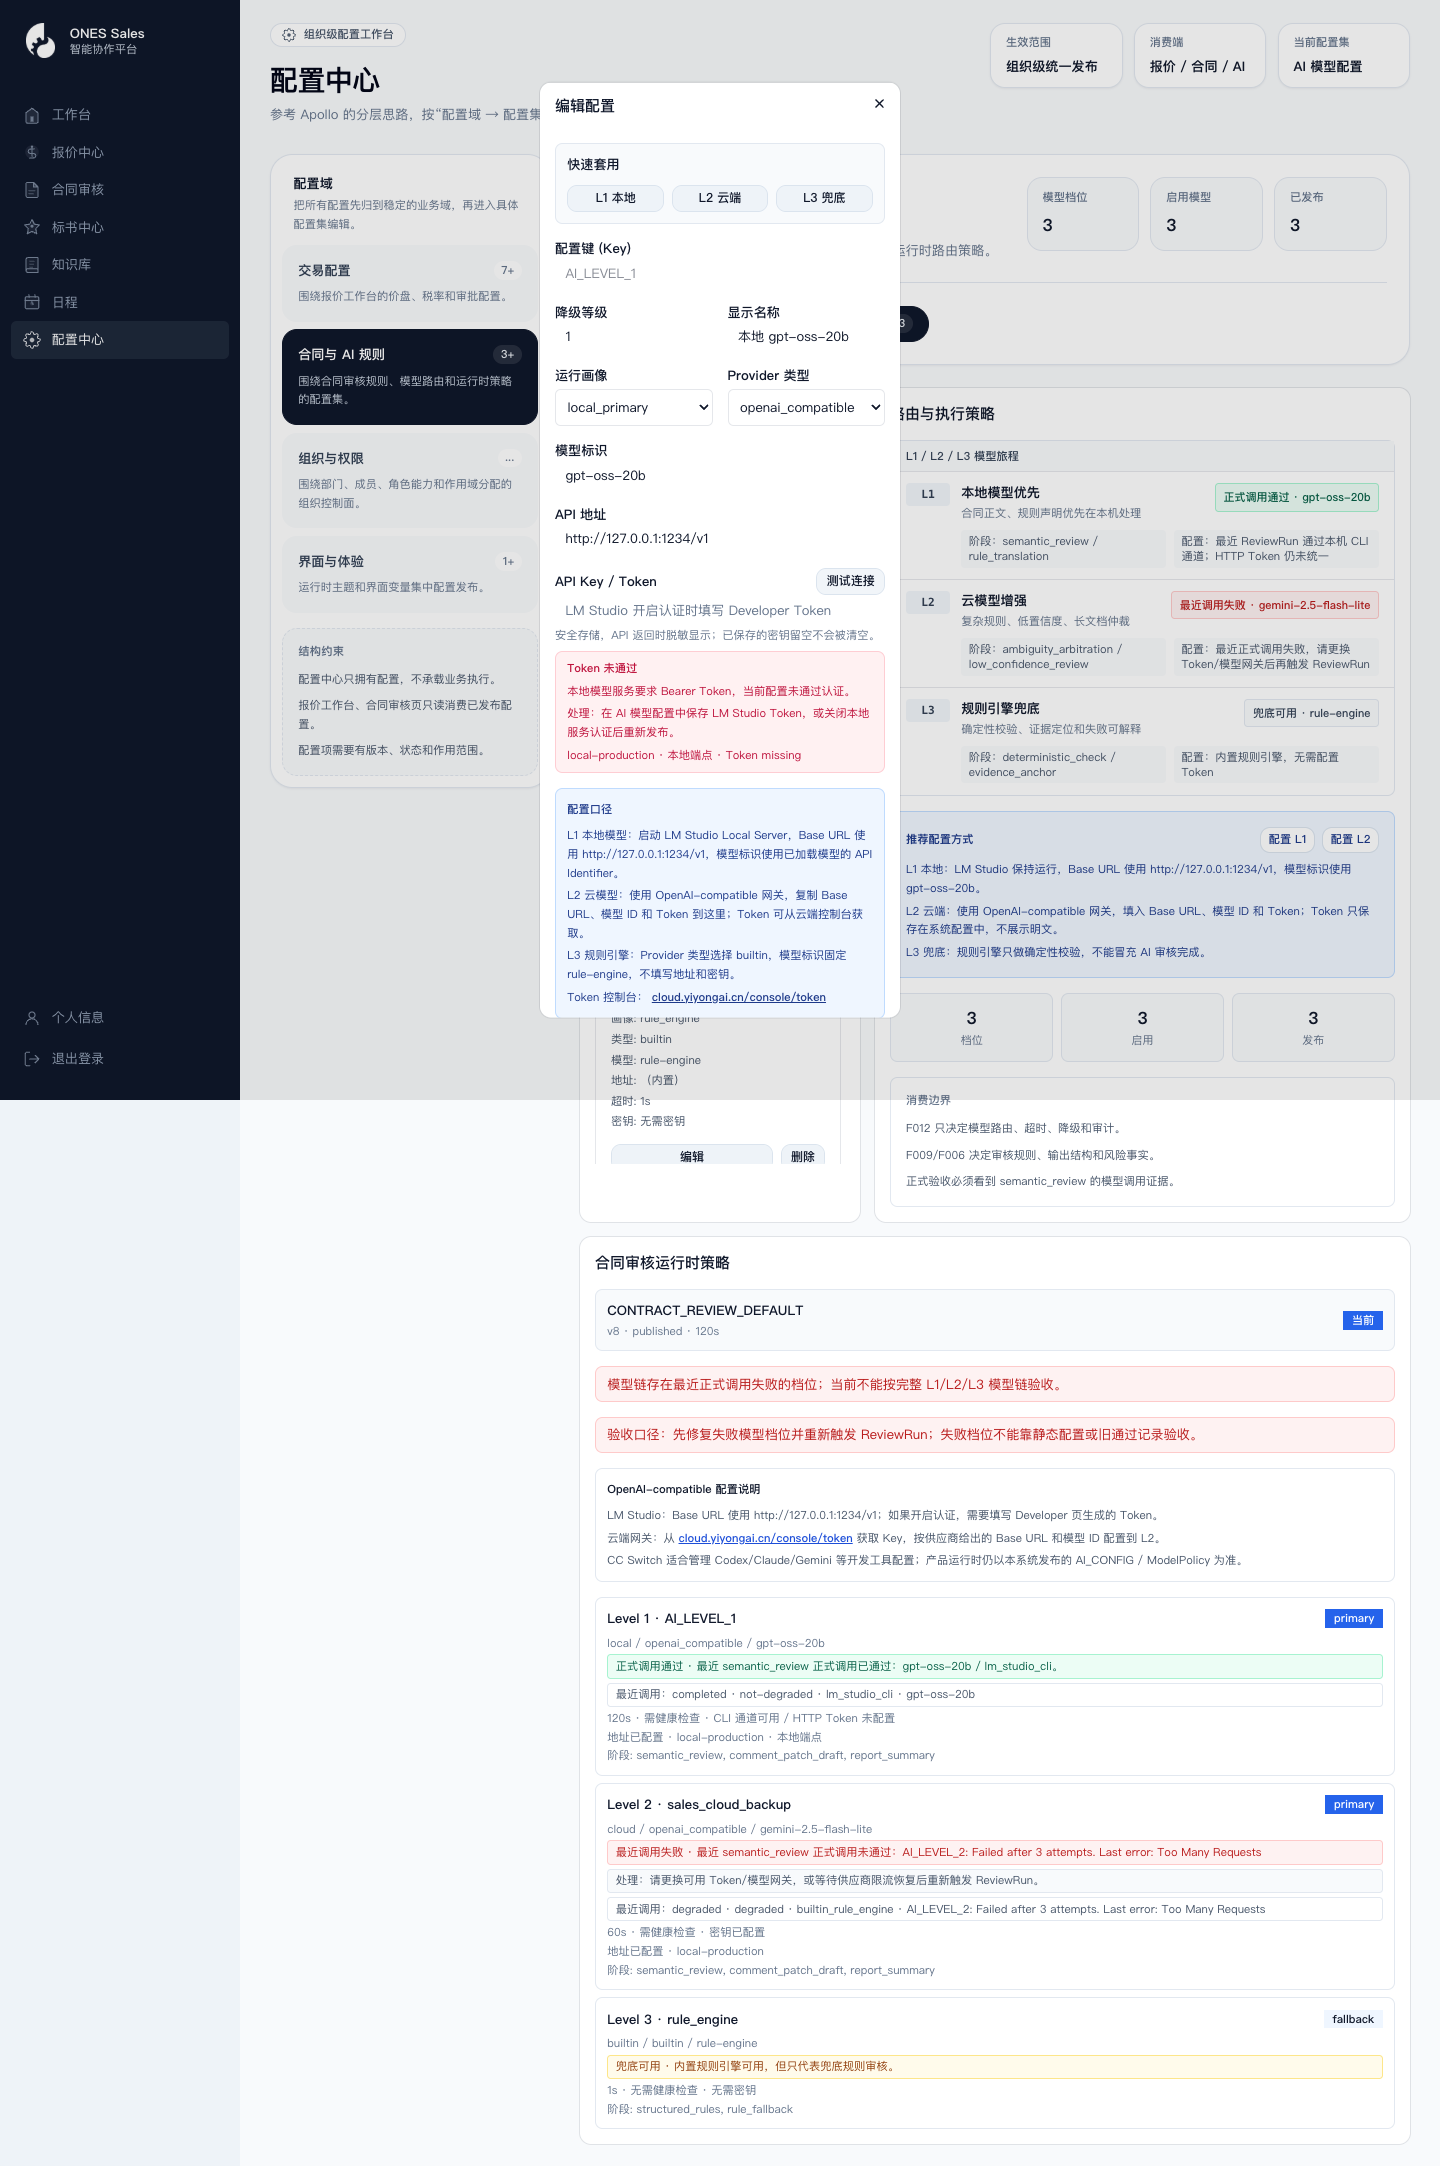 ONES Sales
智能协作平台
工作台
报价中心
合同审核
标书中心
知识库
日程
配置中心
个人信息
退出登录
组织级配置工作台
配置中心
参考 Apollo 的分层思路，按“配置域 → 配置集
生效范围
组织级统一发布
消费端
报价 / 合同 / AI
当前配置集
AI 模型配置
配置域
把所有配置先归到稳定的业务域，再进入具体
配置集编辑。
交易配置
7+
围绕报价工作台的价盘、税率和审批配置。
合同与 AI 规则
3+
围绕合同审核规则、模型路由和运行时策略
的配置集。
组织与权限
...
围绕部门、成员、角色能力和作用域分配的
组织控制面。
界面与体验
1+
运行时主题和界面变量集中配置发布。
结构约束
配置中心只拥有配置，不承载业务执行。
报价工作台、合同审核页只读消费已发布配
置。
配置项需要有版本、状态和作用范围。
编辑配置
×
快速套用
L1 本地
L2 云端
L3 兜底
配置键 (Key)
AI_LEVEL_1
降级等级
显示名称
1
本地 gpt-oss-20b
运行画像
Provider 类型
local_primary
openai_compatible
模型标识
gpt-oss-20b
API 地址
http://127.0.0.1:1234/v1
API Key / Token
测试连接
LM Studio 开启认证时填写 Developer Token
安全存储，API 返回时脱敏显示；已保存的密钥留空不会被清空。
Token 未通过
本地模型服务要求 Bearer Token，当前配置未通过认证。
处理：在 AI 模型配置中保存 LM Studio Token，或关闭本地
服务认证后重新发布。
local-production · 本地端点 · Token missing
配置口径
L1 本地模型：启动 LM Studio Local Server，Base URL 使
用 http://127.0.0.1:1234/v1，模型标识使用已加载模型的 API
Identifier。
L2 云模型：使用 OpenAI-compatible 网关，复制 Base
URL、模型 ID 和 Token 到这里；Token 可从云端控制台获
取。
L3 规则引擎：Provider 类型选择 builtin，模型标识固定
rule-engine，不填写地址和密钥。
Token 控制台： cloud.yiyongai.cn/console/token
画像: rule_engine
类型: builtin
模型: rule-engine
地址: （内置）
超时: 1s
密钥: 无需密钥
编辑
删除
模型档位
3
启用模型
3
已发布
3
运行时路由策略。
3
路由与执行策略
L1 / L2 / L3 模型旅程
L1
本地模型优先
正式调用通过 · gpt-oss-20b
合同正文、规则声明优先在本机处理
阶段：semantic_review /
rule_translation
配置：最近 ReviewRun 通过本机 CLI
通道；HTTP Token 仍未统一
L2
云模型增强
最近调用失败 · gemini-2.5-flash-lite
复杂规则、低置信度、长文档仲裁
阶段：ambiguity_arbitration /
low_confidence_review
配置：最近正式调用失败，请更换
Token/模型网关后再触发 ReviewRun
L3
规则引擎兜底
兜底可用 · rule-engine
确定性校验、证据定位和失败可解释
阶段：deterministic_check /
evidence_anchor
配置：内置规则引擎，无需配置
Token
推荐配置方式
配置 L1
配置 L2
L1 本地：LM Studio 保持运行，Base URL 使用 http://127.0.0.1:1234/v1，模型标识使用
gpt-oss-20b。
L2 云端：使用 OpenAI-compatible 网关，填入 Base URL、模型 ID 和 Token；Token 只保
存在系统配置中，不展示明文。
L3 兜底：规则引擎只做确定性校验，不能冒充 AI 审核完成。
3
档位
3
启用
3
发布
消费边界
F012 只决定模型路由、超时、降级和审计。
F009/F006 决定审核规则、输出结构和风险事实。
正式验收必须看到 semantic_review 的模型调用证据。
合同审核运行时策略
CONTRACT_REVIEW_DEFAULT
v8 · published · 120s
当前
模型链存在最近正式调用失败的档位；当前不能按完整 L1/L2/L3 模型链验收。
验收口径：先修复失败模型档位并重新触发 ReviewRun；失败档位不能靠静态配置或旧通过记录验收。
OpenAI-compatible 配置说明
LM Studio：Base URL 使用 http://127.0.0.1:1234/v1；如果开启认证，需要填写 Developer 页生成的 Token。
云端网关：从 cloud.yiyongai.cn/console/token 获取 Key，按供应商给出的 Base URL 和模型 ID 配置到 L2。
CC Switch 适合管理 Codex/Claude/Gemini 等开发工具配置；产品运行时仍以本系统发布的 AI_CONFIG / ModelPolicy 为准。
Level 1 · AI_LEVEL_1
primary
local / openai_compatible / gpt-oss-20b
正式调用通过 · 最近 semantic_review 正式调用已通过：gpt-oss-20b / lm_studio_cli。
最近调用：completed · not-degraded · lm_studio_cli · gpt-oss-20b
120s · 需健康检查 · CLI 通道可用 / HTTP Token 未配置
地址已配置 · local-production · 本地端点
阶段: semantic_review, comment_patch_draft, report_summary
Level 2 · sales_cloud_backup
primary
cloud / openai_compatible / gemini-2.5-flash-lite
最近调用失败 · 最近 semantic_review 正式调用未通过：AI_LEVEL_2: Failed after 3 attempts. Last error: Too Many Requests
处理：请更换可用 Token/模型网关，或等待供应商限流恢复后重新触发 ReviewRun。
最近调用：degraded · degraded · builtin_rule_engine · AI_LEVEL_2: Failed after 3 attempts. Last error: Too Many Requests
60s · 需健康检查 · 密钥已配置
地址已配置 · local-production
阶段: semantic_review, comment_patch_draft, report_summary
Level 3 · rule_engine
fallback
builtin / builtin / rule-engine
兜底可用 · 内置规则引擎可用，但只代表兜底规则审核。
1s · 无需健康检查 · 无需密钥
阶段: structured_rules, rule_fallback